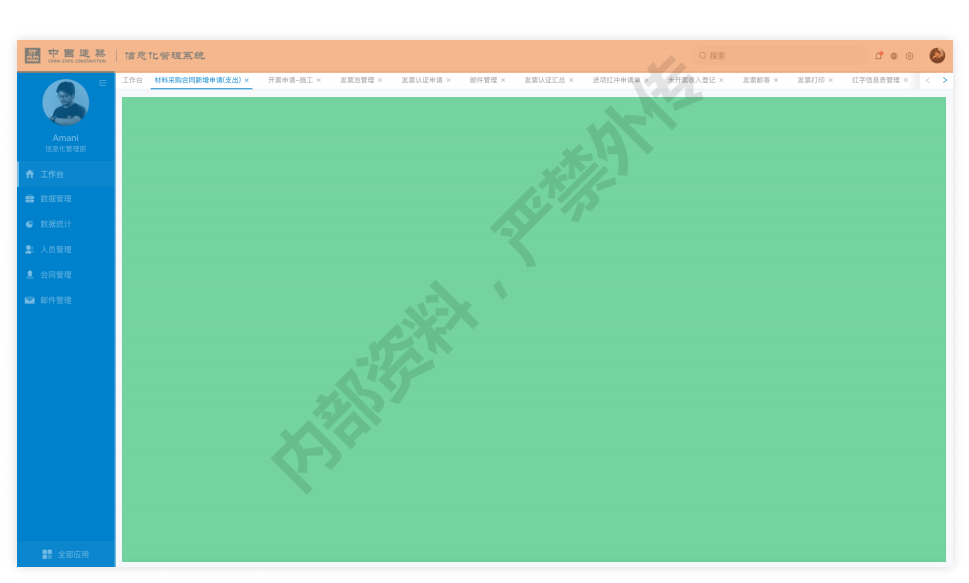 中國建築 信息化管理系统
CHINA STATE CONSTRUCTION
搜索
工作台 材料采购合同新增申请(支出) × 开票申请-施工 × 发票池管理 × 发票认证申请 × 邮件管理 × 发票认证汇总 × 进项红冲申请单 × 未开票收入登记 × 发票邮寄 × 发票打印 × 红字信息表管理 ×
Amani
信息化管理部
工作台
数据管理
数据统计
人员管理
合同管理
邮件管理
全部应用
内部资料，严禁外传